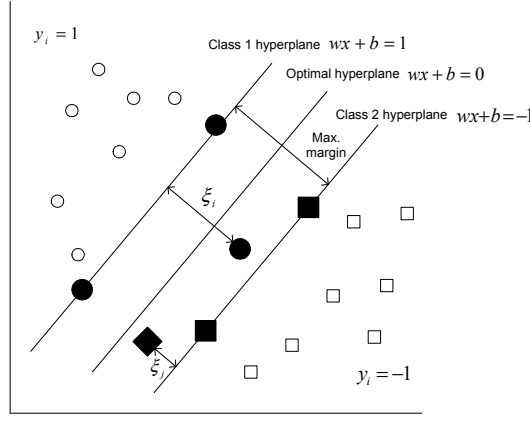 y_i = 1
Class 1 hyperplane wx + b = 1
Optimal hyperplane wx + b = 0
Class 2 hyperplane wx+b=-1
Max.
margin
ξ_i
ξ_j
y_i = -1